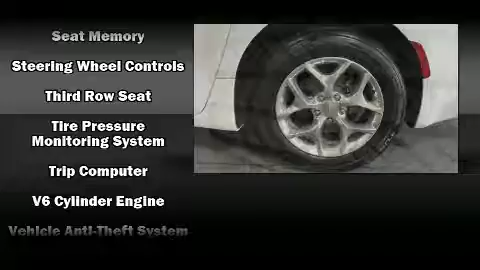 Seat Memory
Steering Wheel Controls
Third Row Seat
Tire Pressure
Monitoring System
Trip Computer
V6 Cylinder Engine
Vehicle Anti-Theft System